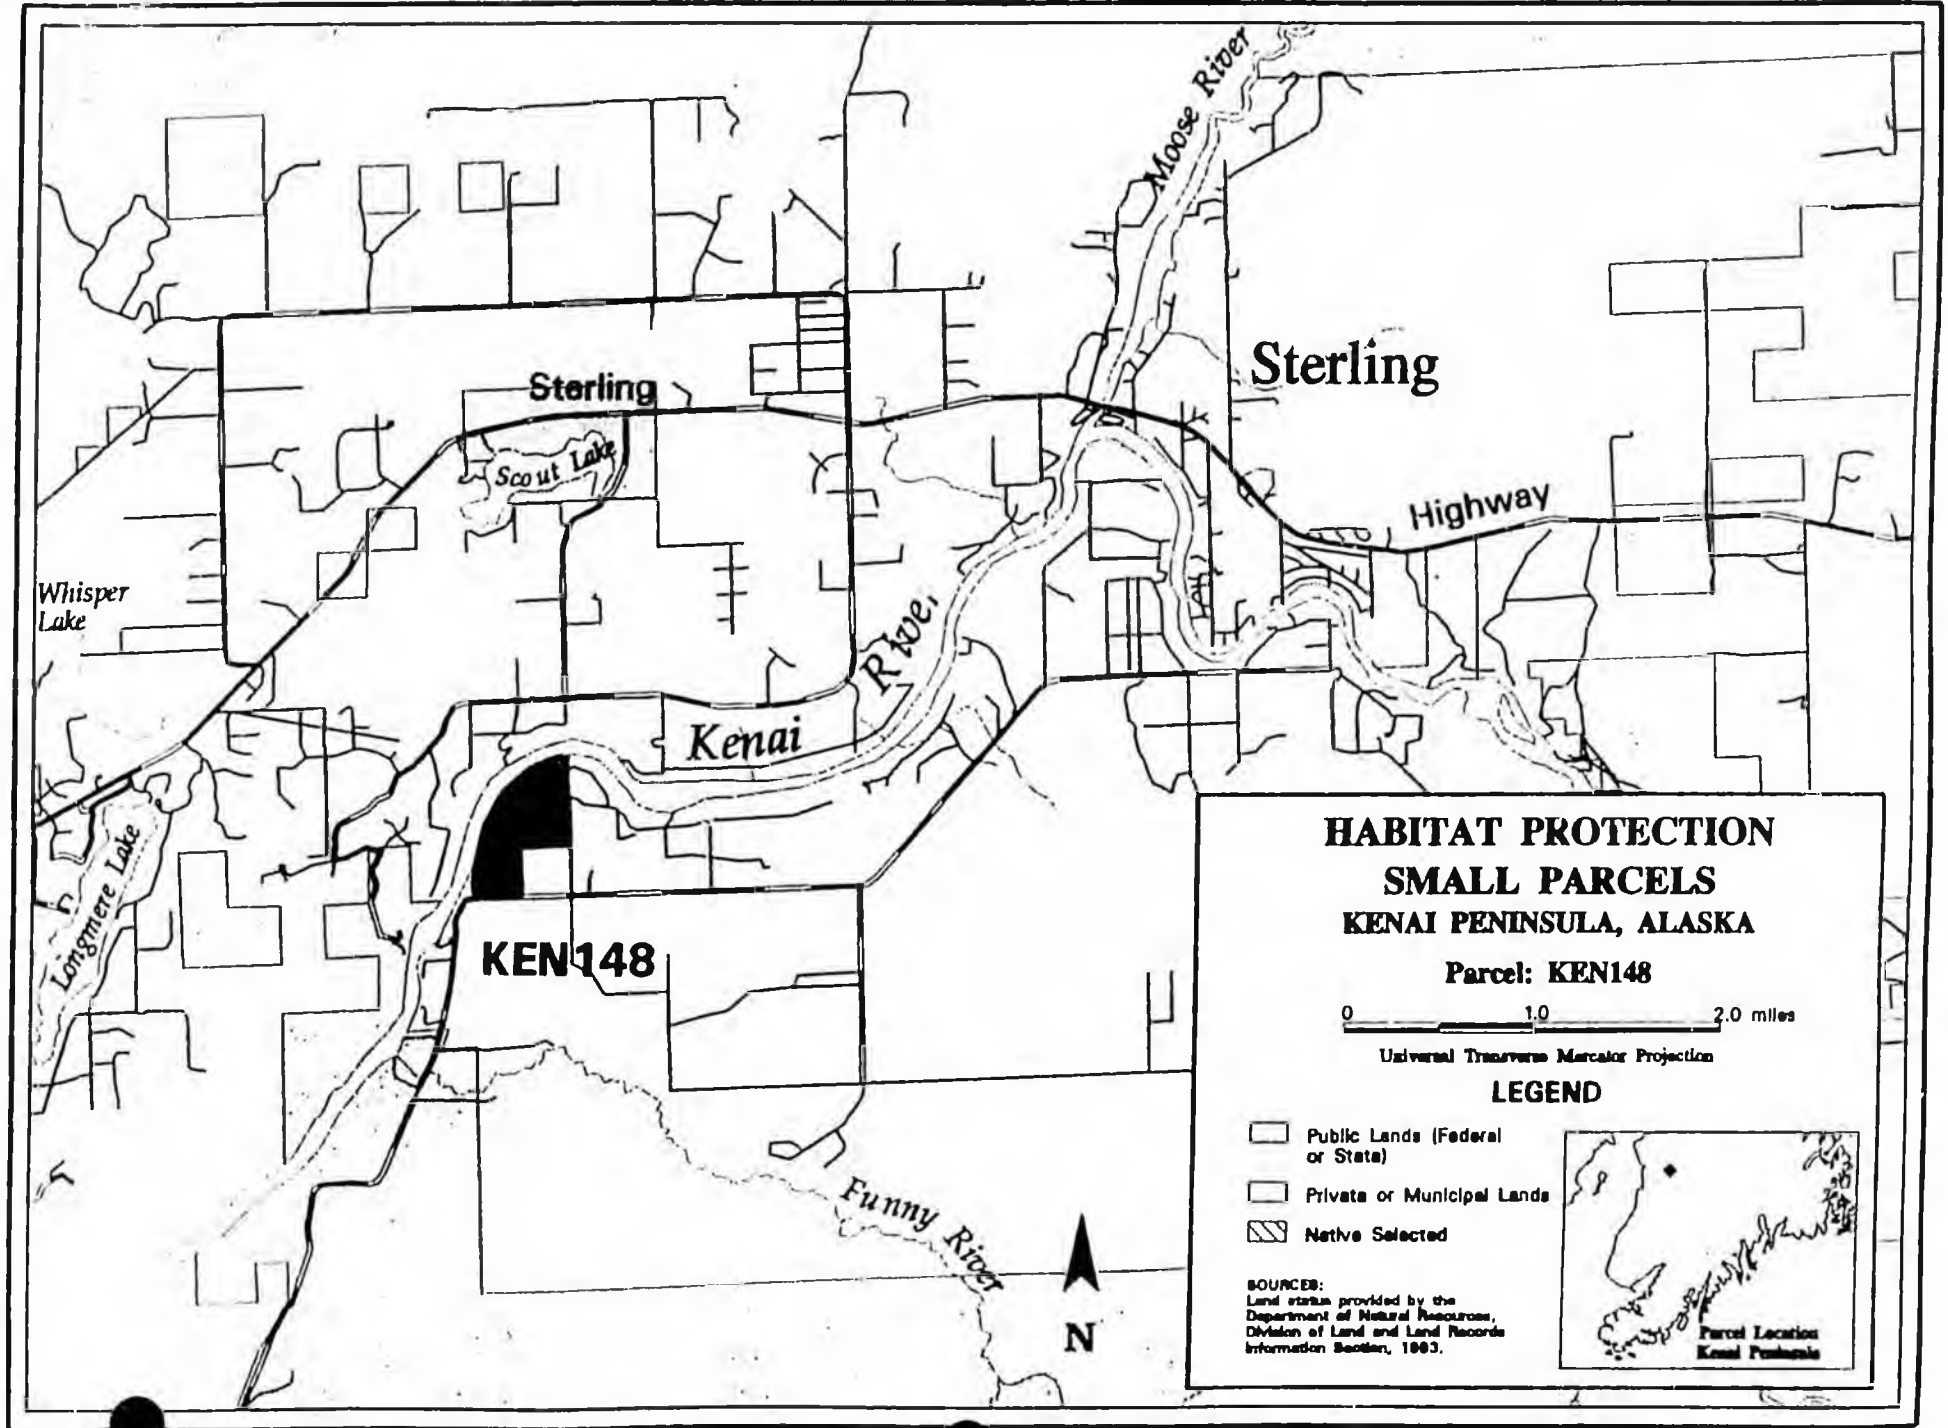 Moose River
Sterling
Sterling
Scout Lake
Highway
Whisper
Lake
River
Kenai
Longmere Lake
KEN148
Funny River
N
HABITAT PROTECTION
SMALL PARCELS
KENAI PENINSULA, ALASKA
Parcel: KEN148
0 1.0 2.0 miles
Universal Transverse Mercator Projection
LEGEND
Public Lands (Federal
or State)
Private or Municipal Lands
Native Selected
SOURCES:
Land status provided by the
Department of Natural Resources,
Division of Land and Land Records
Information Section, 1993.
Parcel Location
Kenai Peninsula